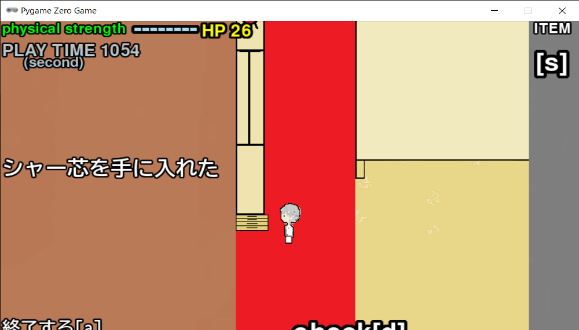 Pygame Zero Game
physical strength
HP 26
ITEM
PLAY TIME 1054
(second)
[s]
シャー芯を手に入れた
終了する[a]
check[d]